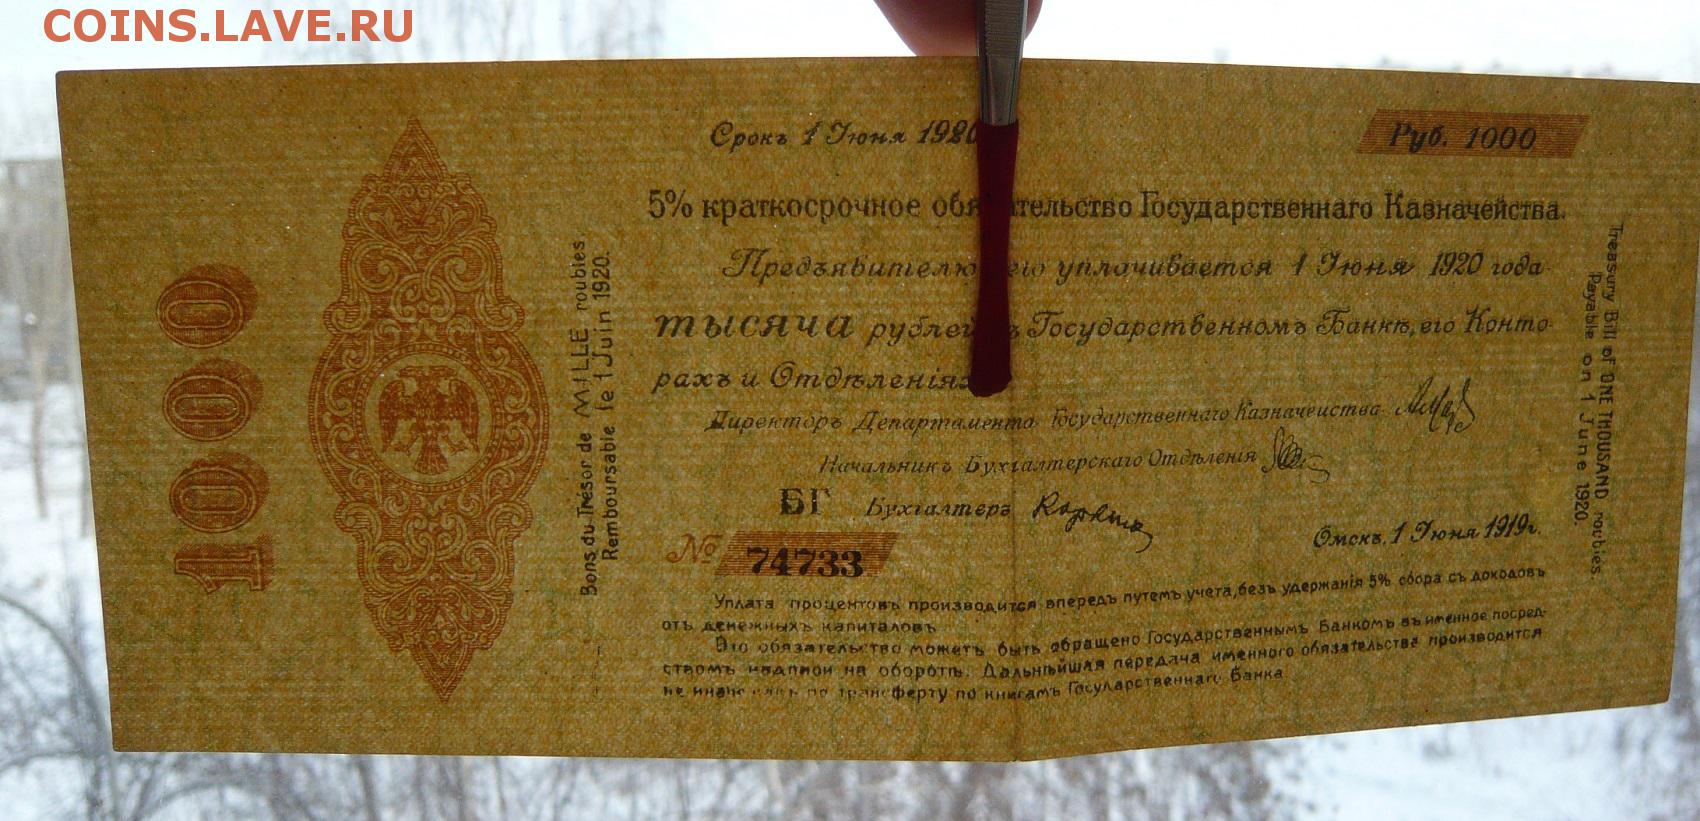 COINS.LAVE.RU
Срокъ 1 Июня 1920
Руб. 1000
5% краткосрочное обязательство Государственнаго Казначейства.
Предъявителю сего уплачивается 1 Июня 1920 года
тысяча рублей въ Государственномъ Банкѣ, его Конто-
рахъ и Отдѣленіяхъ
Директоръ Департамента Государственнаго Казначейства
Начальникъ Бухгалтерскаго Отдѣленія
БГ Бухгалтеръ
Омскъ, 1 Июня 1919г.
№ 74733
Уплата процентовъ производится впередъ путемъ учета, безъ удержанія 5% сбора съ доходовъ
отъ денежныхъ капиталовъ
Это обязательство можетъ быть обращено Государственнымъ Банкомъ въ именное посред-
ствомъ надписи на оборотѣ. Дальнѣйшая передача именного обязательства производится
не иначе какъ по трансферту по книгамъ Государственнаго Банка
1000
Bons du Trésor de MILLE roubles.
Remboursable le 1 Juin 1920.
Treasury Bill of ONE THOUSAND roubles.
Payable on 1 June 1920.